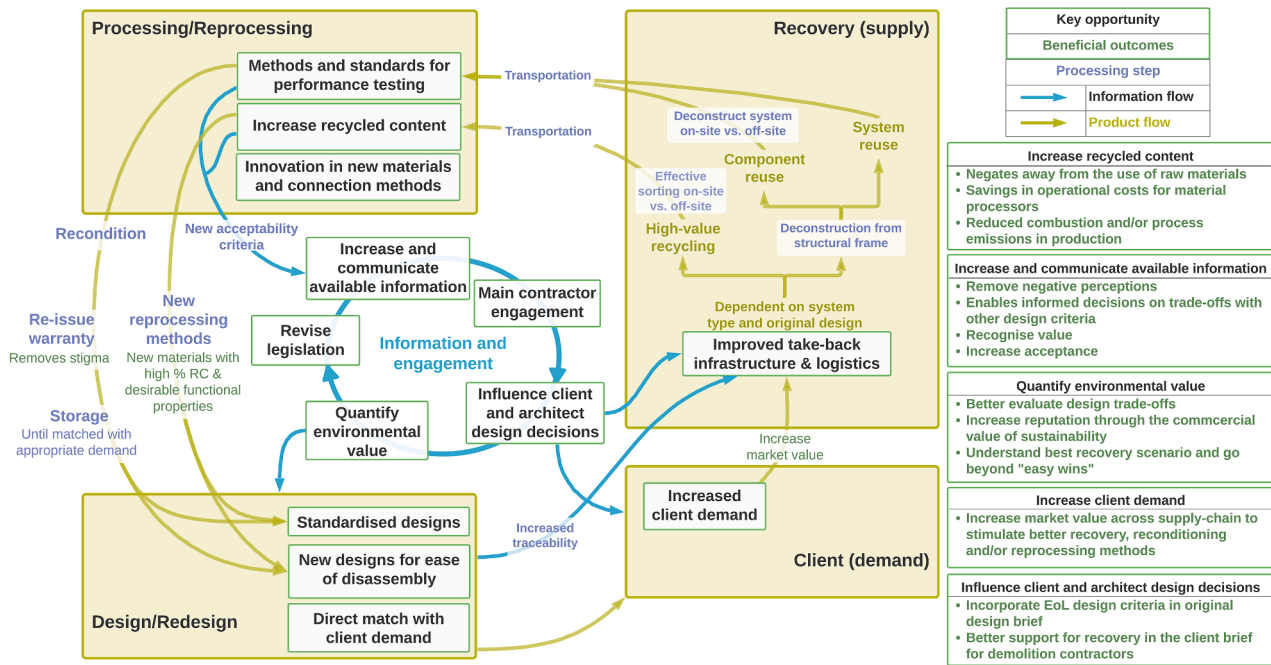 Processing/Reprocessing
Methods and standards for
performance testing
Increase recycled content
Innovation in new materials
and connection methods
Transportation
Transportation
Recovery (supply)
Deconstruct system
on-site vs. off-site
System
reuse
Component
reuse
Effective
sorting on-site
vs. off-site
High-value
recycling
Deconstruction from
structural frame
Dependent on system
type and original design
Improved take-back
infrastructure & logistics
Recondition
New acceptability
criteria
Increase and
communicate
available information
Main contractor
engagement
Revise
legislation
Information and
engagement
Influence client
and architect
design decisions
Quantify
environmental
value
Re-issue
warranty
Removes stigma
New
reprocessing
methods
New materials with
high % RC &
desirable functional
properties
Storage
Until matched with
appropriate demand
Increase
market value
Increased
client demand
Client (demand)
Increased
traceability
Standardised designs
New designs for ease
of disassembly
Direct match with
client demand
Design/Redesign
Key opportunity
Beneficial outcomes
Processing step
Information flow
Product flow
Increase recycled content
• Negates away from the use of raw materials
• Savings in operational costs for material
processors
• Reduced combustion and/or process
emissions in production
Increase and communicate available information
• Remove negative perceptions
• Enables informed decisions on trade-offs with
other design criteria
• Recognise value
• Increase acceptance
Quantify environmental value
• Better evaluate design trade-offs
• Increase reputation through the commcercial
value of sustainability
• Understand best recovery scenario and go
beyond "easy wins"
Increase client demand
• Increase market value across supply-chain to
stimulate better recovery, reconditioning
and/or reprocessing methods
Influence client and architect design decisions
• Incorporate EoL design criteria in original
design brief
• Better support for recovery in the client brief
for demolition contractors